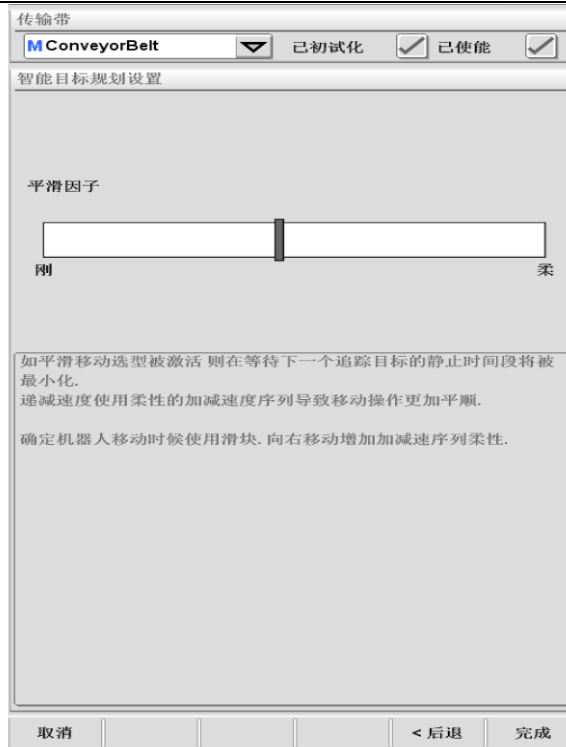 传输带
M ConveyorBelt 已初试化 已使能
智能目标规划设置
平滑因子
刚 柔
如平滑移动选型被激活 则在等待下一个追踪目标的静止时间段将被
最小化.
递减速度使用柔性的加减速度序列导致移动操作更加平顺.
确定机器人移动时候使用滑块. 向右移动增加加减速序列柔性.
取消 < 后退 完成